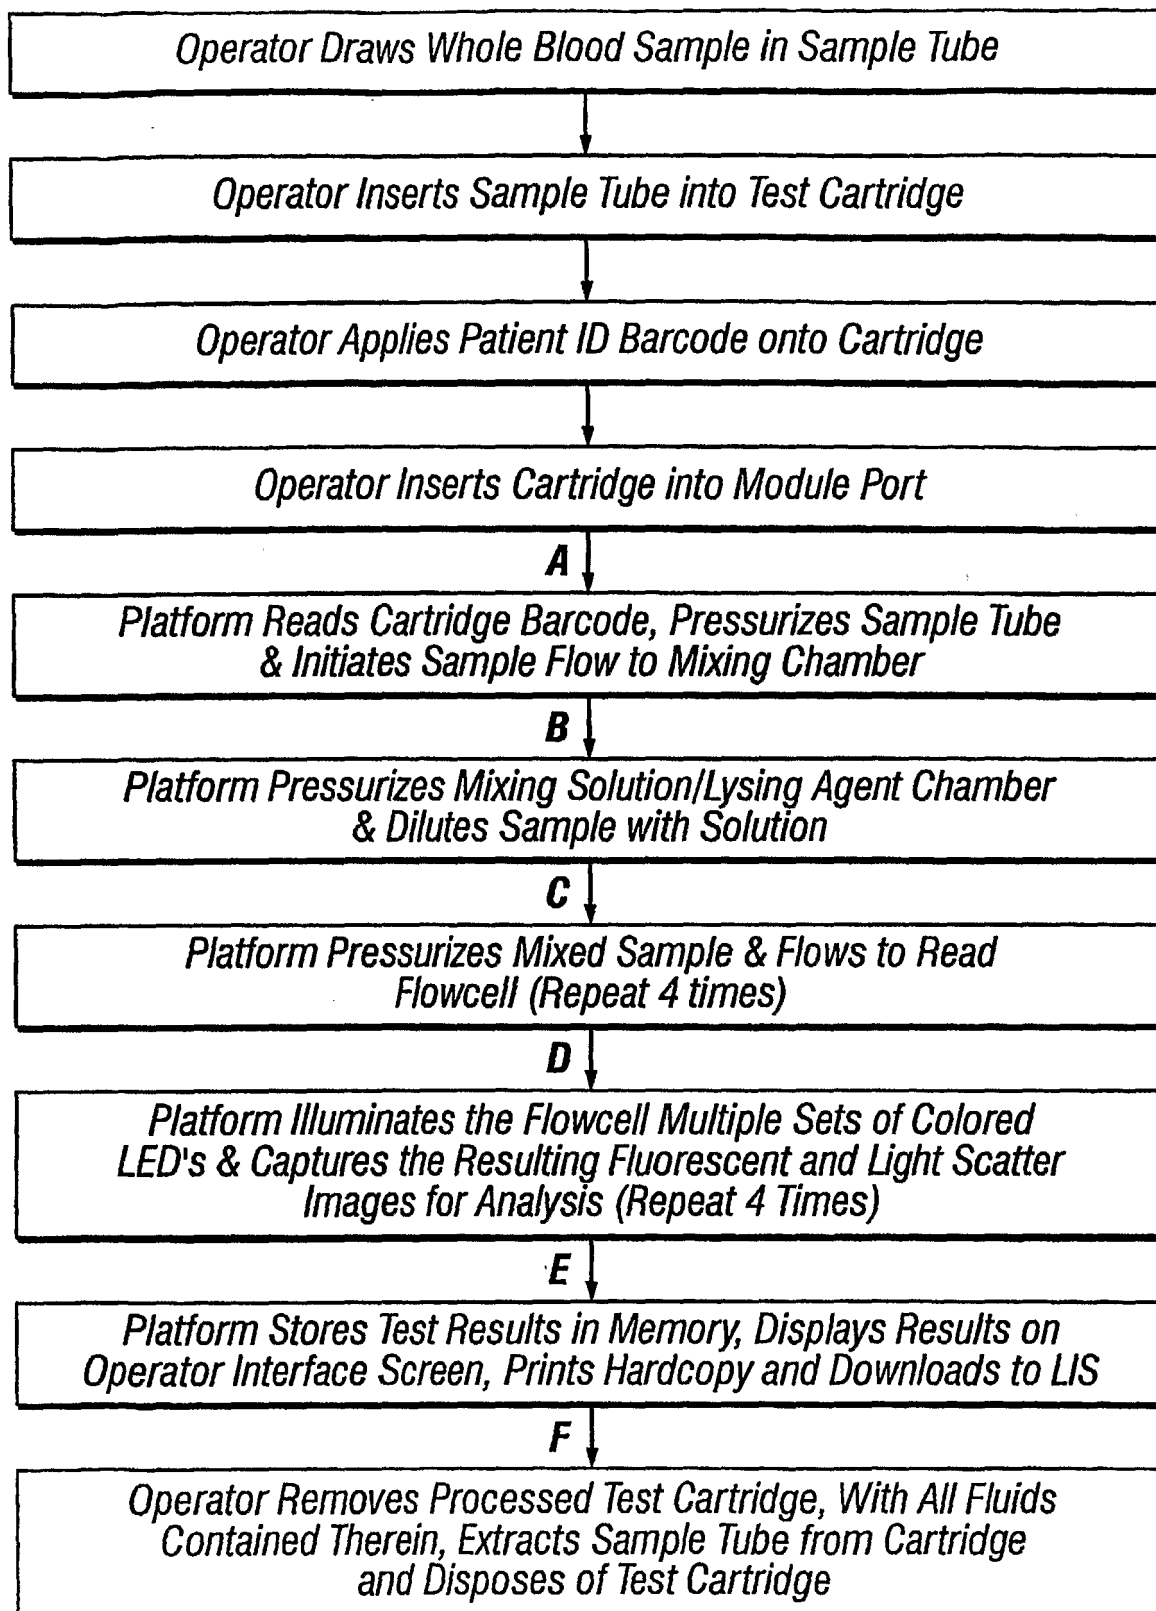 Operator Draws Whole Blood Sample in Sample Tube
Operator Inserts Sample Tube into Test Cartridge
Operator Applies Patient ID Barcode onto Cartridge
Operator Inserts Cartridge into Module Port
A
Platform Reads Cartridge Barcode, Pressurizes Sample Tube
& Initiates Sample Flow to Mixing Chamber
B
Platform Pressurizes Mixing Solution/Lysing Agent Chamber
& Dilutes Sample with Solution
C
Platform Pressurizes Mixed Sample & Flows to Read
Flowcell (Repeat 4 times)
D
Platform Illuminates the Flowcell Multiple Sets of Colored
LED's & Captures the Resulting Fluorescent and Light Scatter
Images for Analysis (Repeat 4 Times)
E
Platform Stores Test Results in Memory, Displays Results on
Operator Interface Screen, Prints Hardcopy and Downloads to LIS
F
Operator Removes Processed Test Cartridge, With All Fluids
Contained Therein, Extracts Sample Tube from Cartridge
and Disposes of Test Cartridge